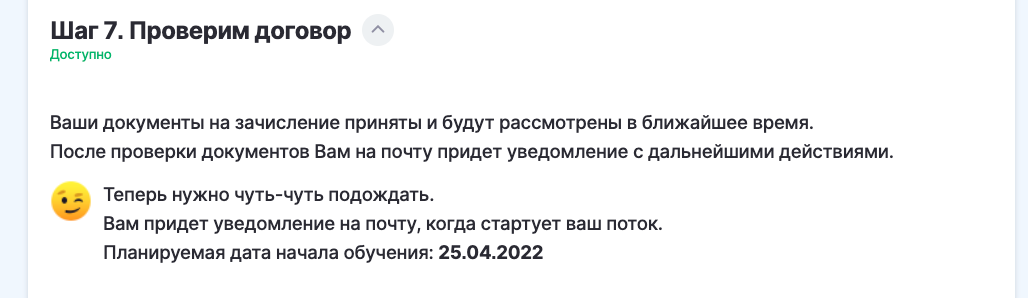 Шаг 7. Проверим договор
Доступно
Ваши документы на зачисление приняты и будут рассмотрены в ближайшее время.
После проверки документов Вам на почту придет уведомление с дальнейшими действиями.
Теперь нужно чуть-чуть подождать.
Вам придет уведомление на почту, когда стартует ваш поток.
Планируемая дата начала обучения: 25.04.2022